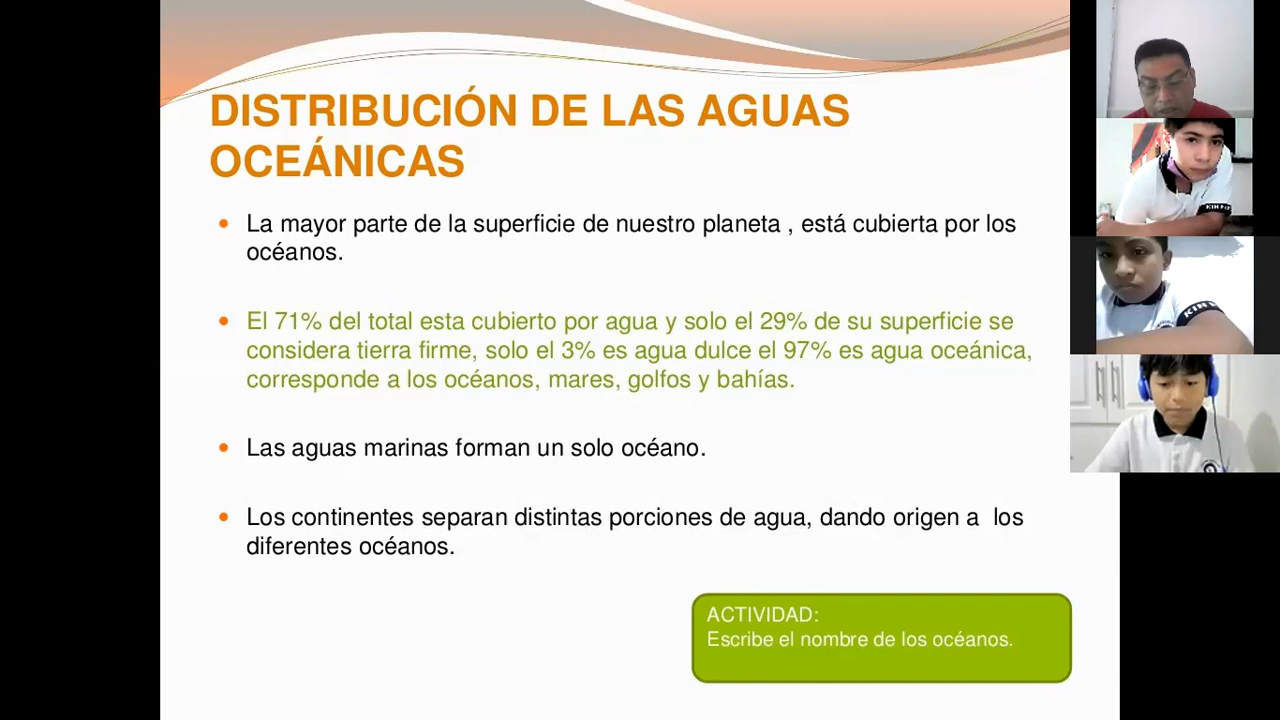 DISTRIBUCIÓN DE LAS AGUAS
OCEÁNICAS
La mayor parte de la superficie de nuestro planeta , está cubierta por los
océanos.
El 71% del total esta cubierto por agua y solo el 29% de su superficie se
considera tierra firme, solo el 3% es agua dulce el 97% es agua oceánica,
corresponde a los océanos, mares, golfos y bahías.
Las aguas marinas forman un solo océano.
Los continentes separan distintas porciones de agua, dando origen a  los
diferentes océanos.
ACTIVIDAD:
Escribe el nombre de los océanos.